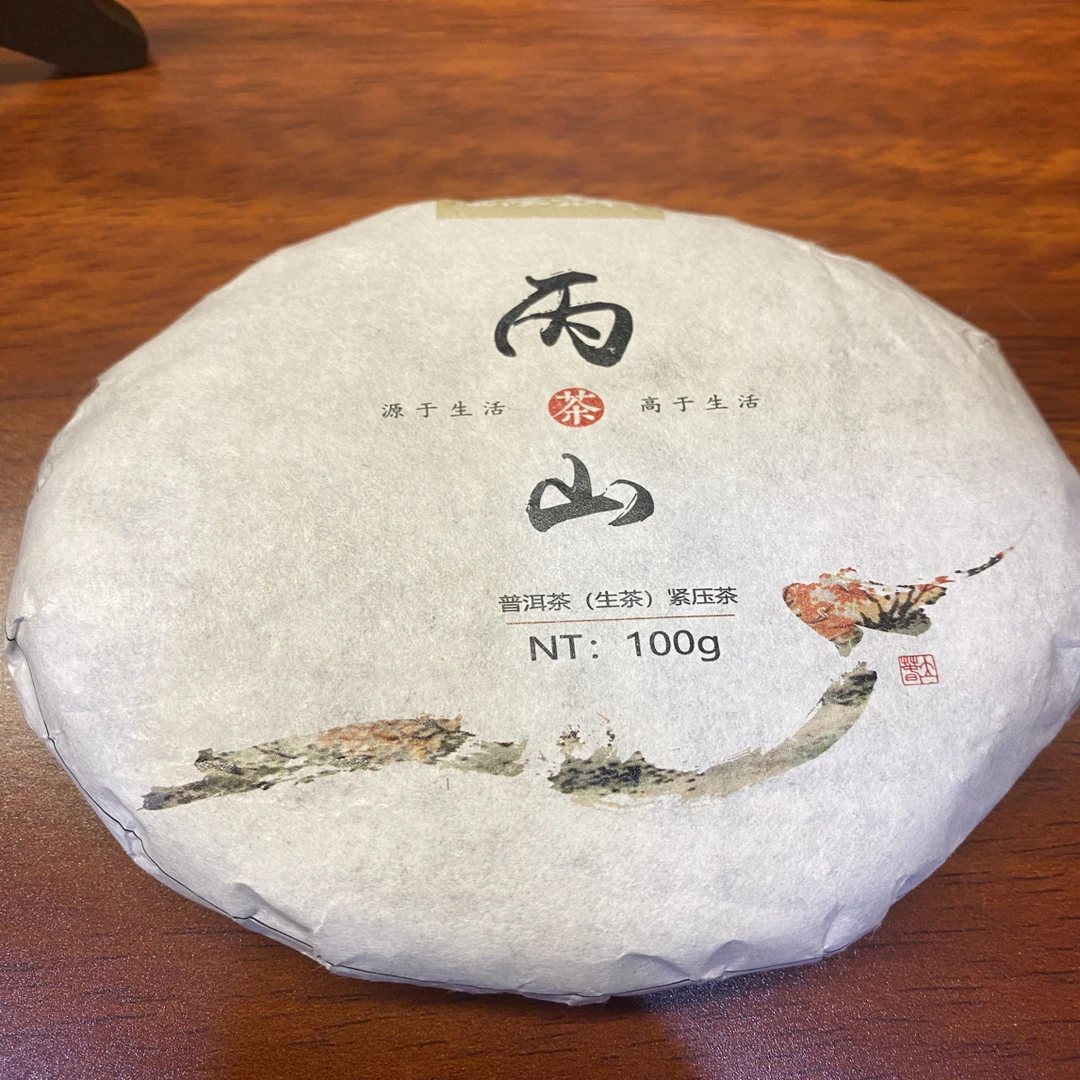 丙
源于生活 茶 高于生活
山
普洱茶（生茶）紧压茶
NT：100g